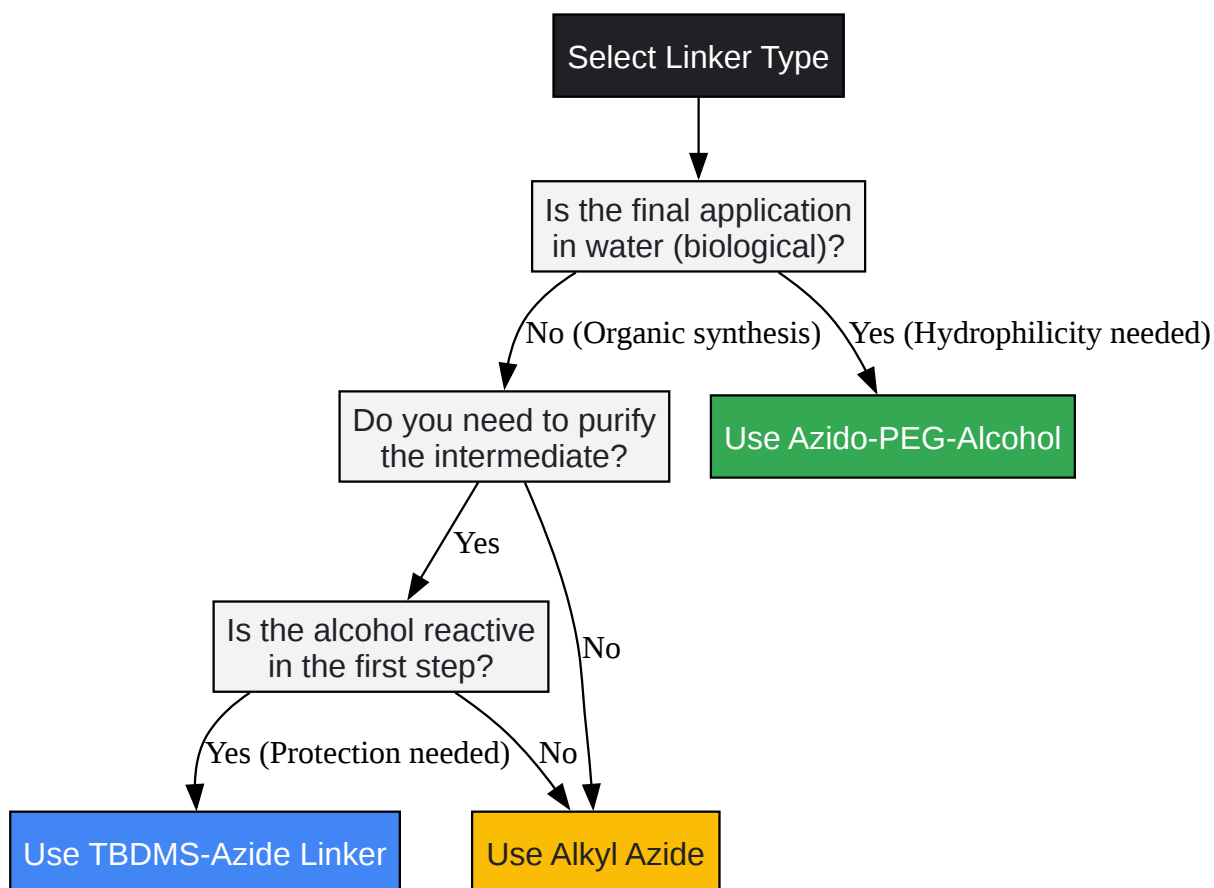 Select Linker Type
Is the final application
in water (biological)?
No (Organic synthesis)
Yes (Hydrophilicity needed)
Do you need to purify
the intermediate?
Use Azido-PEG-Alcohol
Yes
Is the alcohol reactive
in the first step?
No
Yes (Protection needed)
No
Use TBDMS-Azide Linker
Use Alkyl Azide